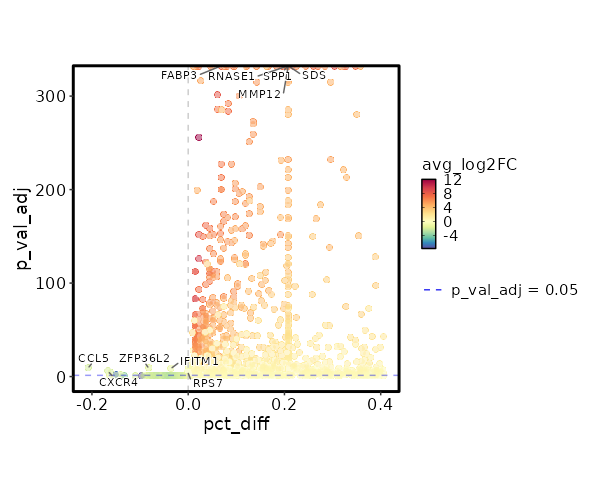 FABP3
RNASE1
SPP1
SDS
MMP12
300
200
100
0
p_val_adj
CCL5
ZFP36L2
IFITM1
CXCR4
RPS7
-0.2
0.0
0.2
0.4
pct_diff
avg_log2FC
12
8
4
0
-4
p_val_adj = 0.05